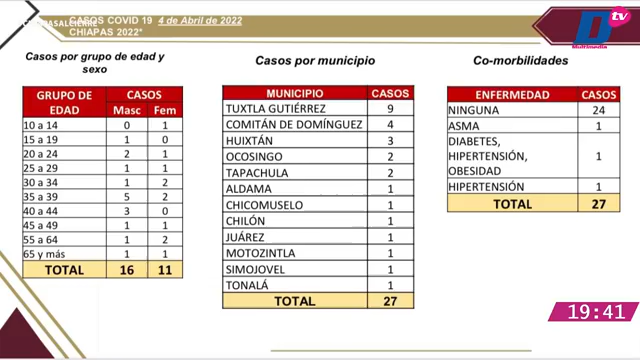 CASOS COVID 19 4 de Abril de 2022
CHIAPAS 2022*
D tv
Multimedia
Casos por grupo de edad y sexo
GRUPO DE EDAD CASOS
Masc Fem
10 a 14 0 1
15 a 19 1 0
20 a 24 2 1
25 a 29 1 1
30 a 34 1 2
35 a 39 5 2
40 a 44 3 0
45 a 49 1 1
55 a 64 1 2
65 y más 1 1
TOTAL 16 11
Casos por municipio
MUNICIPIO CASOS
TUXTLA GUTIÉRREZ 9
COMITÁN DE DOMÍNGUEZ 4
HUIXTÁN 3
OCOSINGO 2
TAPACHULA 2
ALDAMA 1
CHICOMUSELO 1
CHILÓN 1
JUÁREZ 1
MOTOZINTLA 1
SIMOJOVEL 1
TONALÁ 1
TOTAL 27
Co-morbilidades
ENFERMEDAD CASOS
NINGUNA 24
ASMA 1
DIABETES,
HIPERTENSIÓN, 1
OBESIDAD
HIPERTENSIÓN 1
TOTAL 27
19:41